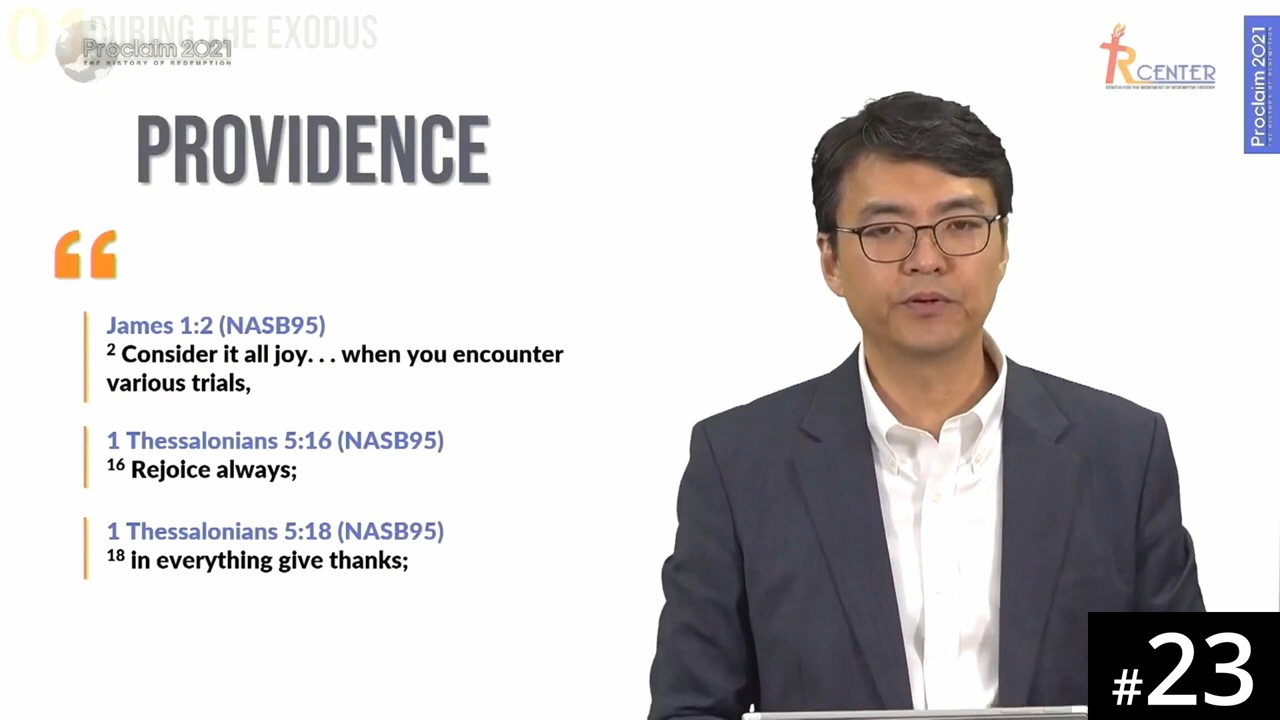 01 DURING THE EXODUS
Proclaim 2021
THE HISTORY OF REDEMPTION
RCENTER
Proclaim 2021
PROVIDENCE
“
James 1:2 (NASB95)
2 Consider it all joy. . . when you encounter
various trials,
1 Thessalonians 5:16 (NASB95)
16 Rejoice always;
1 Thessalonians 5:18 (NASB95)
18 in everything give thanks;
#23